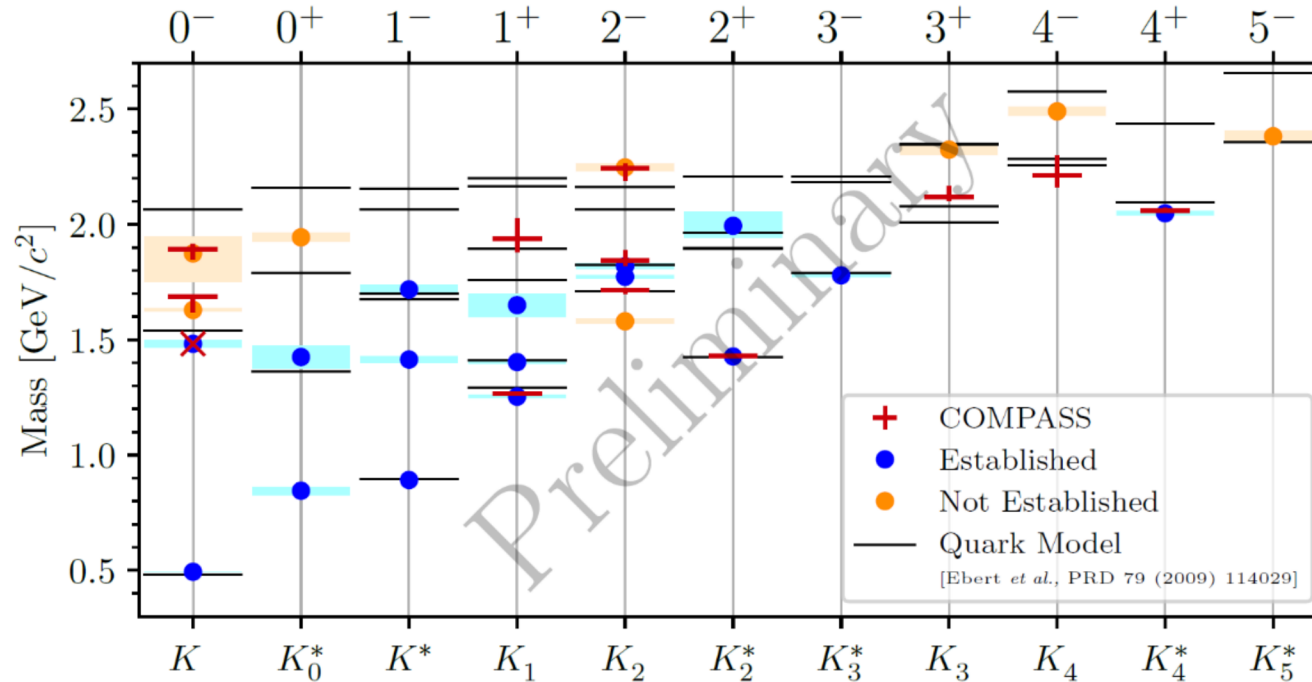 0⁻ 0⁺ 1⁻ 1⁺ 2⁻ 2⁺ 3⁻ 3⁺ 4⁻ 4⁺ 5⁻
Mass [GeV/c²]
2.5
2.0
1.5
1.0
0.5
Preliminary
COMPASS
Established
Not Established
Quark Model
[Ebert et al., PRD 79 (2009) 114029]
K K₀* K* K₁ K₂ K₂* K₃* K₃ K₄ K₄* K₅*